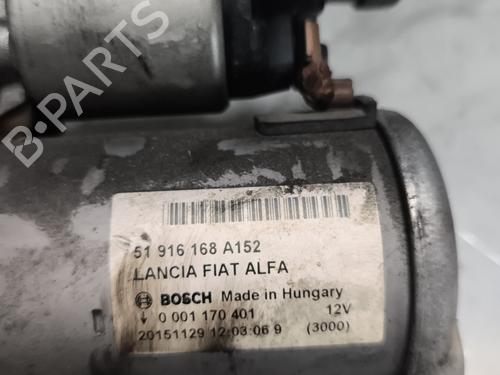 B-PARTS
51 916 168 A152
LANCIA FIAT ALFA
BOSCH Made in Hungary
0 001 170 401 12V
20151129 12:03:06 9 (3000)